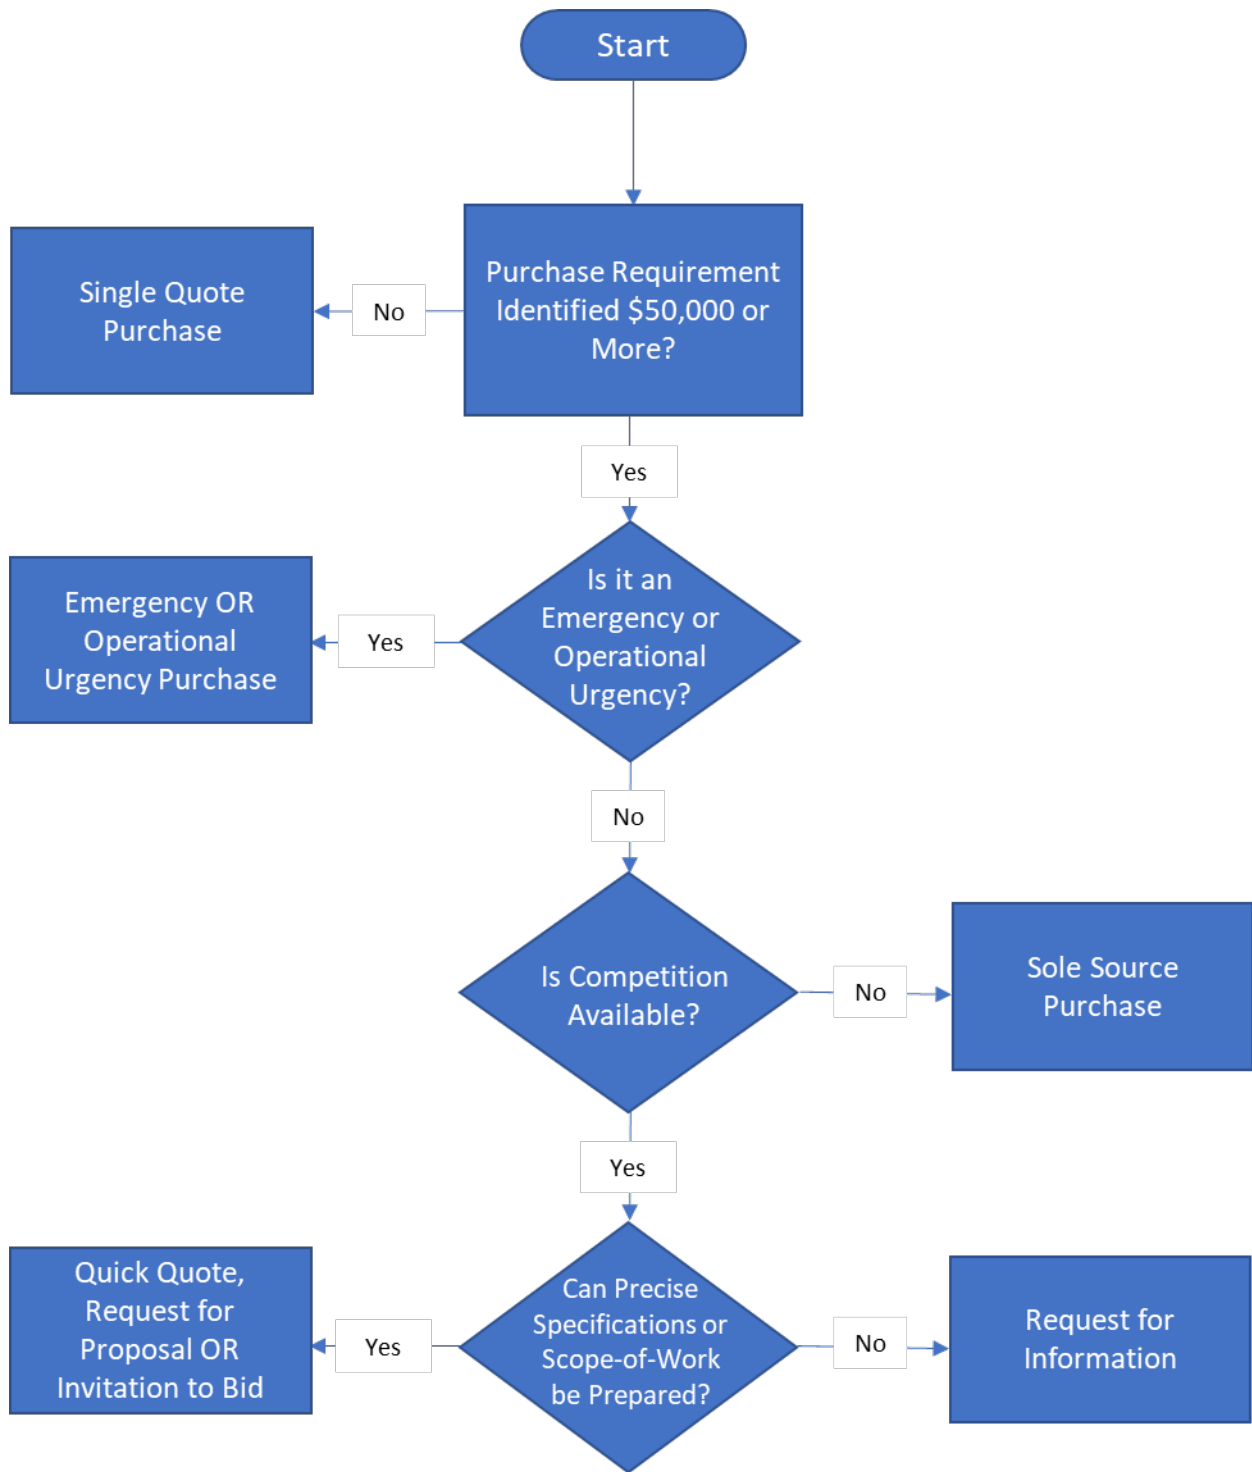 Start
Purchase Requirement
Identified $50,000 or
More?
No
Single Quote
Purchase
Yes
Is it an
Emergency or
Operational
Urgency?
Yes
Emergency OR
Operational
Urgency Purchase
No
Is Competition
Available?
No
Sole Source
Purchase
Yes
Can Precise
Specifications or
Scope-of-Work
be Prepared?
Yes
Quick Quote,
Request for
Proposal OR
Invitation to Bid
No
Request for
Information